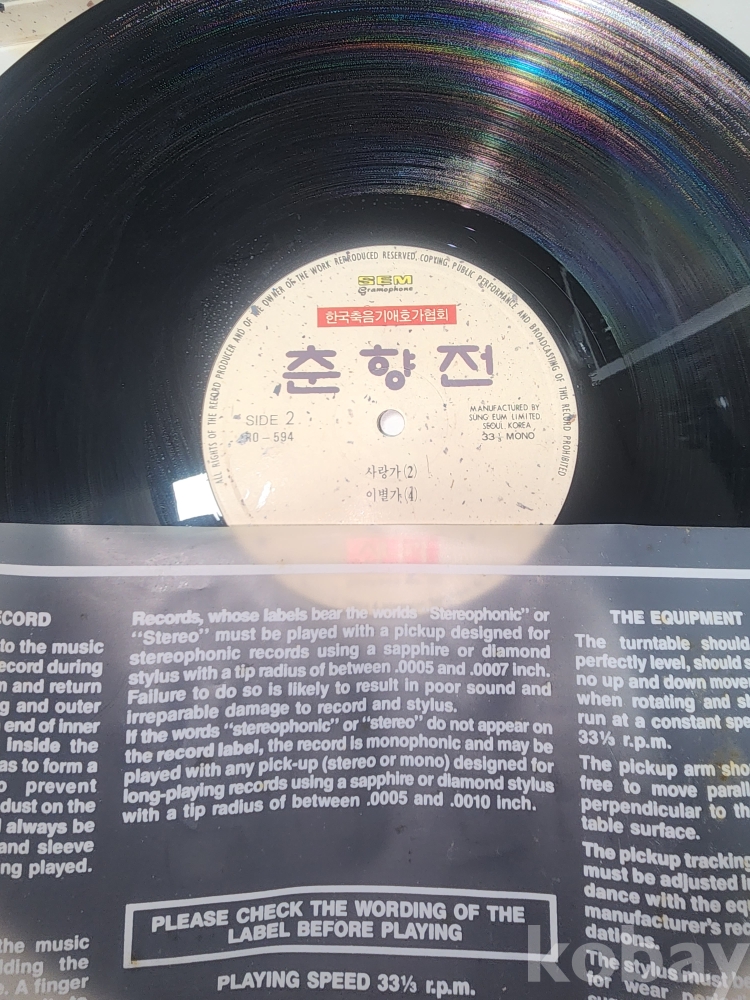 ALL RIGHTS OF THE RECORD PRODUCER AND OF THE OWNER OF THE WORK REPRODUCED RESERVED. COPYING, PUBLIC PERFORMANCE AND BROADCASTING OF THIS RECORD PROHIBITED
SEM
Gramophone
한국축음기애호가협회
춘향전
SIDE 2
RO-594
MANUFACTURED BY
SUNG EUM LIMITED
SEOUL, KOREA
33⅓ MONO
사랑가(2)
이별가(4)
ECORD
to the music
ecord during
n and return
g and outer
end of inner
inside the
as to form a
prevent
dust on the
always be
and sleeve
ng played.
the music
lding the
A finger
Records, whose labels bear the worlds "Stereophonic" or
"Stereo" must be played with a pickup designed for
stereophonic records using a sapphire or diamond
stylus with a tip radius of between .0005 and .0007 inch.
Failure to do so is likely to result in poor sound and
irreparable damage to record and stylus.
If the words "stereophonic" or "stereo" do not appear on
the record label, the record is monophonic and may be
played with any pick-up (stereo or mono) designed for
long-playing records using a sapphire or diamond stylus
with a tip radius of between .0005 and .0010 inch.
PLEASE CHECK THE WORDING OF THE
LABEL BEFORE PLAYING
PLAYING SPEED 33⅓ r.p.m.
THE EQUIPMENT
The turntable should
perfectly level, should s
no up and down move
when rotating and s
run at a constant spe
33⅓ r.p.m.
The pickup arm sho
free to move paral
perpendicular to th
table surface.
The pickup tracking
must be adjusted i
dance with the equ
manufacturer's rec
dations.
The stylus must b
for wear
kobay